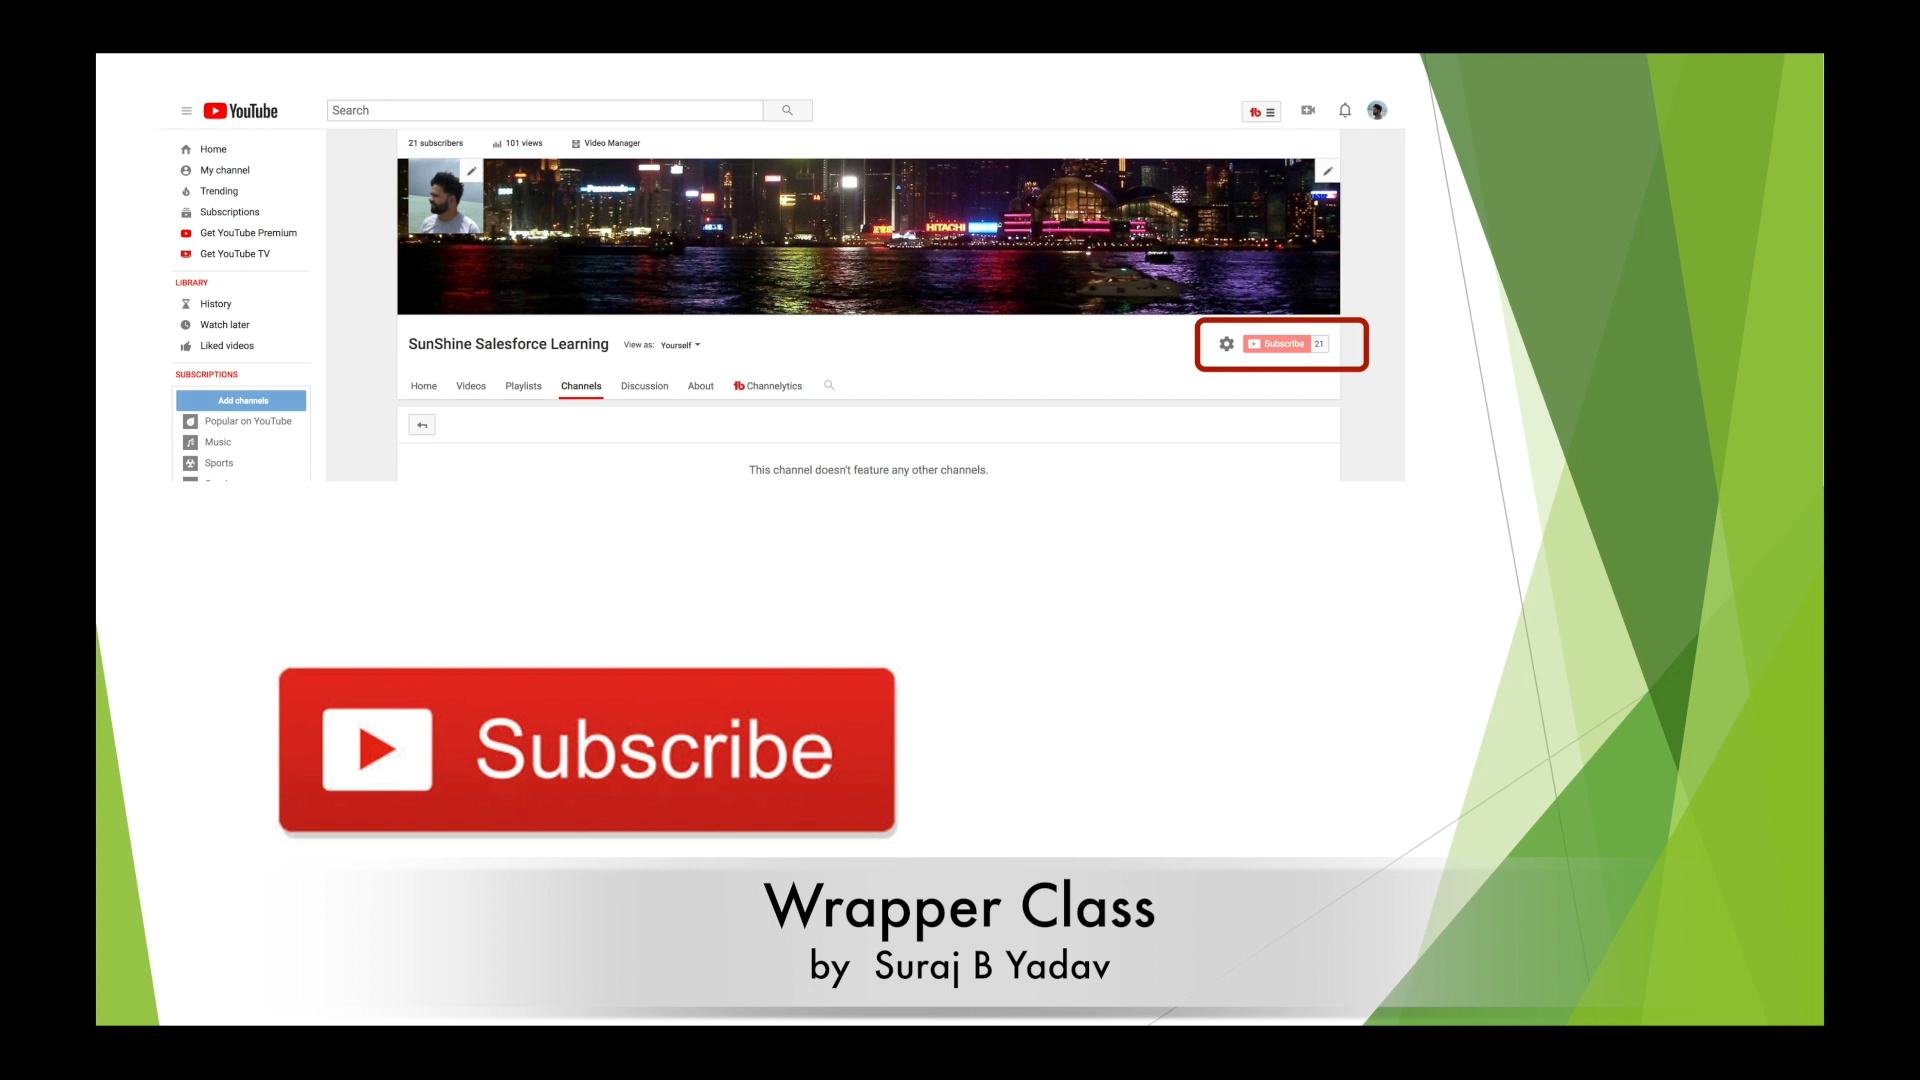 YouTube
Search
21 subscribers 101 views Video Manager
Home
My channel
Trending
Subscriptions
Get YouTube Premium
Get YouTube TV
LIBRARY
History
Watch later
Liked videos
SUBSCRIPTIONS
Add channels
Popular on YouTube
Music
Sports
Panasonic
HITACHI
SunShine Salesforce Learning View as: Yourself
Subscribe 21
Home Videos Playlists Channels Discussion About Channelytics
This channel doesn't feature any other channels.
Subscribe
Wrapper Class
by Suraj B Yadav